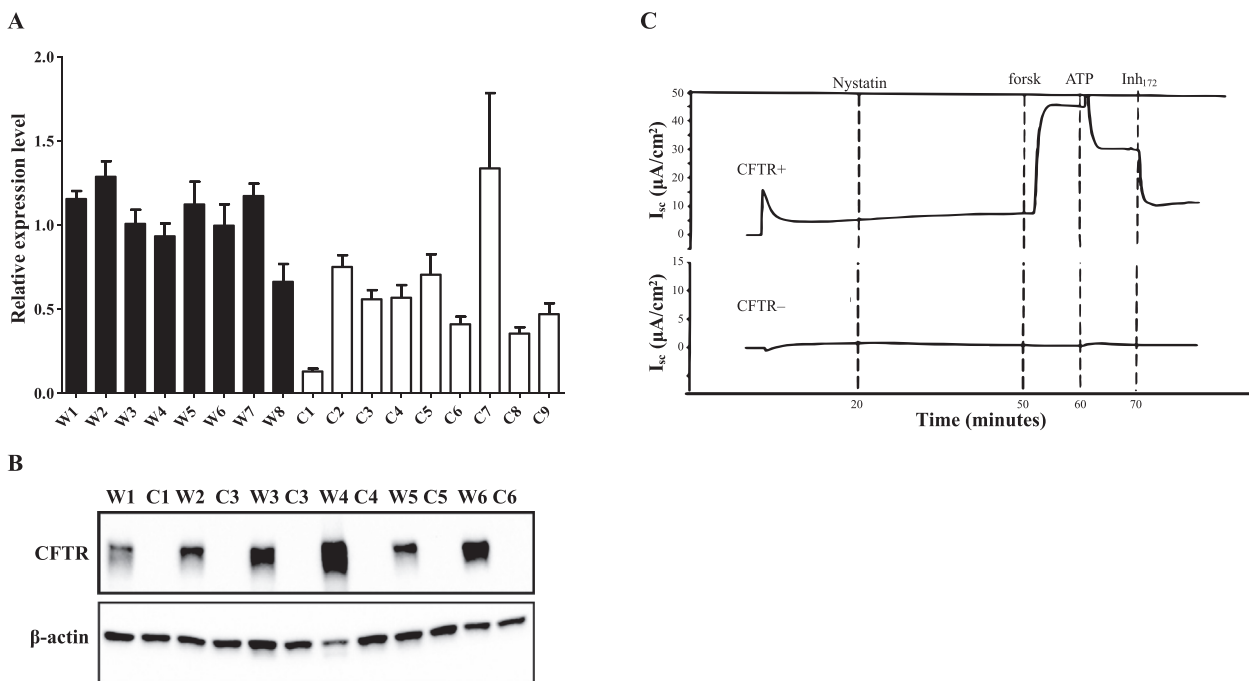 A
2.0
1.5
1.0
0.5
0.0
Relative expression level
W1 W2 W3 W4 W5 W6 W7 W8 C1 C2 C3 C4 C5 C6 C7 C8 C9
B
W1 C1 W2 C3 W3 C3 W4 C4 W5 C5 W6 C6
CFTR
β-actin
C
Nystatin forsk ATP Inh₁₇₂
50
40
30
20
10
0
Isc (µA/cm²)
CFTR+
15
10
5
0
Isc (µA/cm²)
CFTR–
20 50 60 70
Time (minutes)